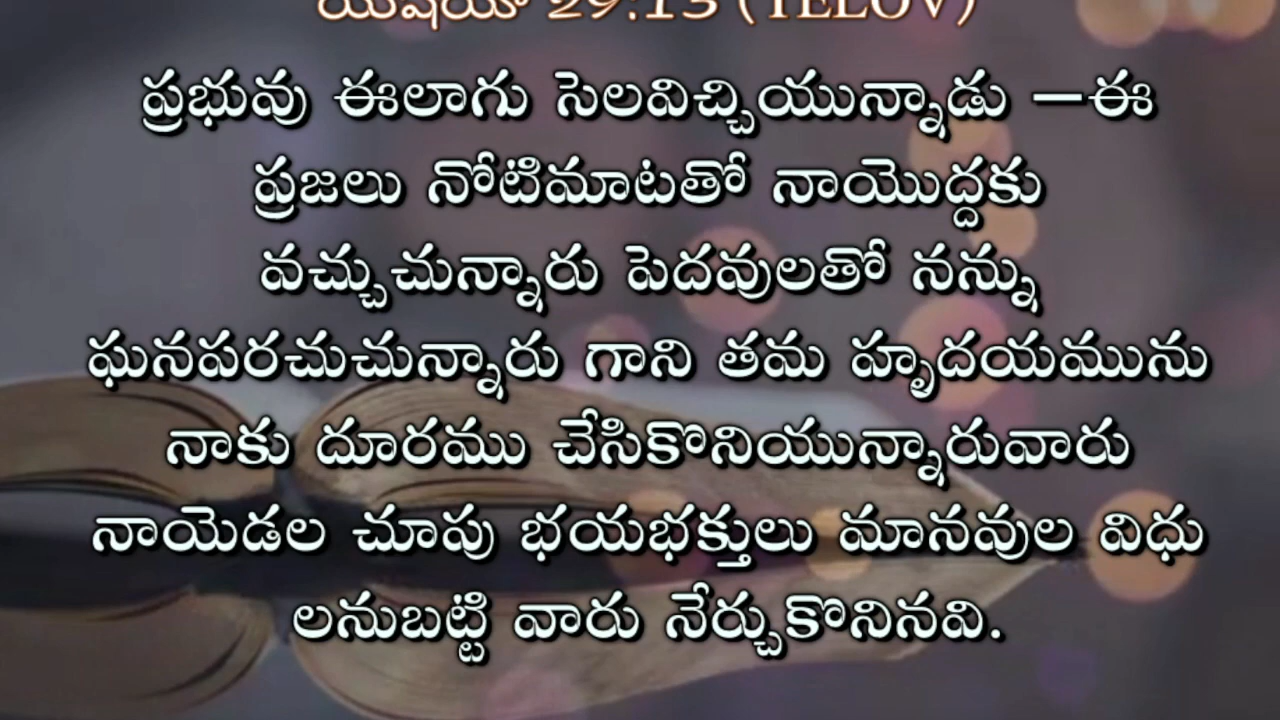 యెషయా 29:13 (TELOV)
ప్రభువు ఈలాగు సెలవిచ్చియున్నాడు —ఈ
ప్రజలు నోటిమాటతో నాయొద్దకు
వచ్చుచున్నారు పెదవులతో నన్ను
ఘనపరచుచున్నారు గాని తమ హృదయమును
నాకు దూరము చేసికొనియున్నారువారు
నాయెడల చూపు భయభక్తులు మానవుల విధు
లనుబట్టి వారు నేర్చుకొనినవి.